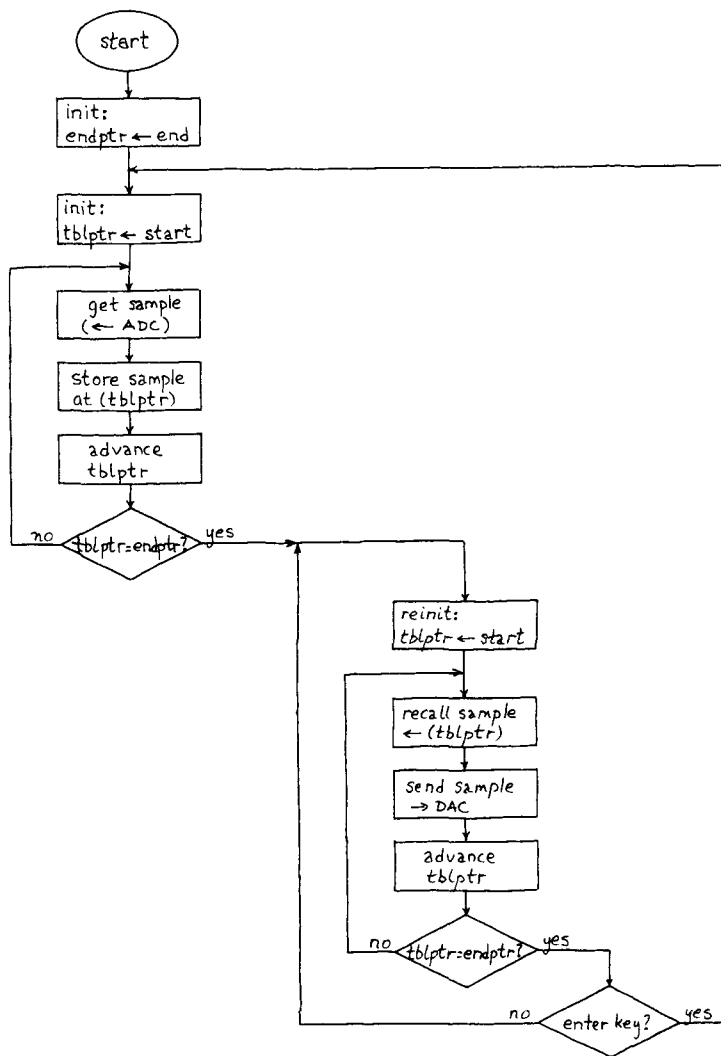 start
init:
endptr ← end
init:
tblptr ← start
get sample
(← ADC)
store sample
at (tblptr)
advance
tblptr
no
tblptr=endptr?
yes
reinit:
tblptr ← start
recall sample
← (tblptr)
send sample
→ DAC
advance
tblptr
no
tblptr=endptr?
yes
no
enter key?
yes